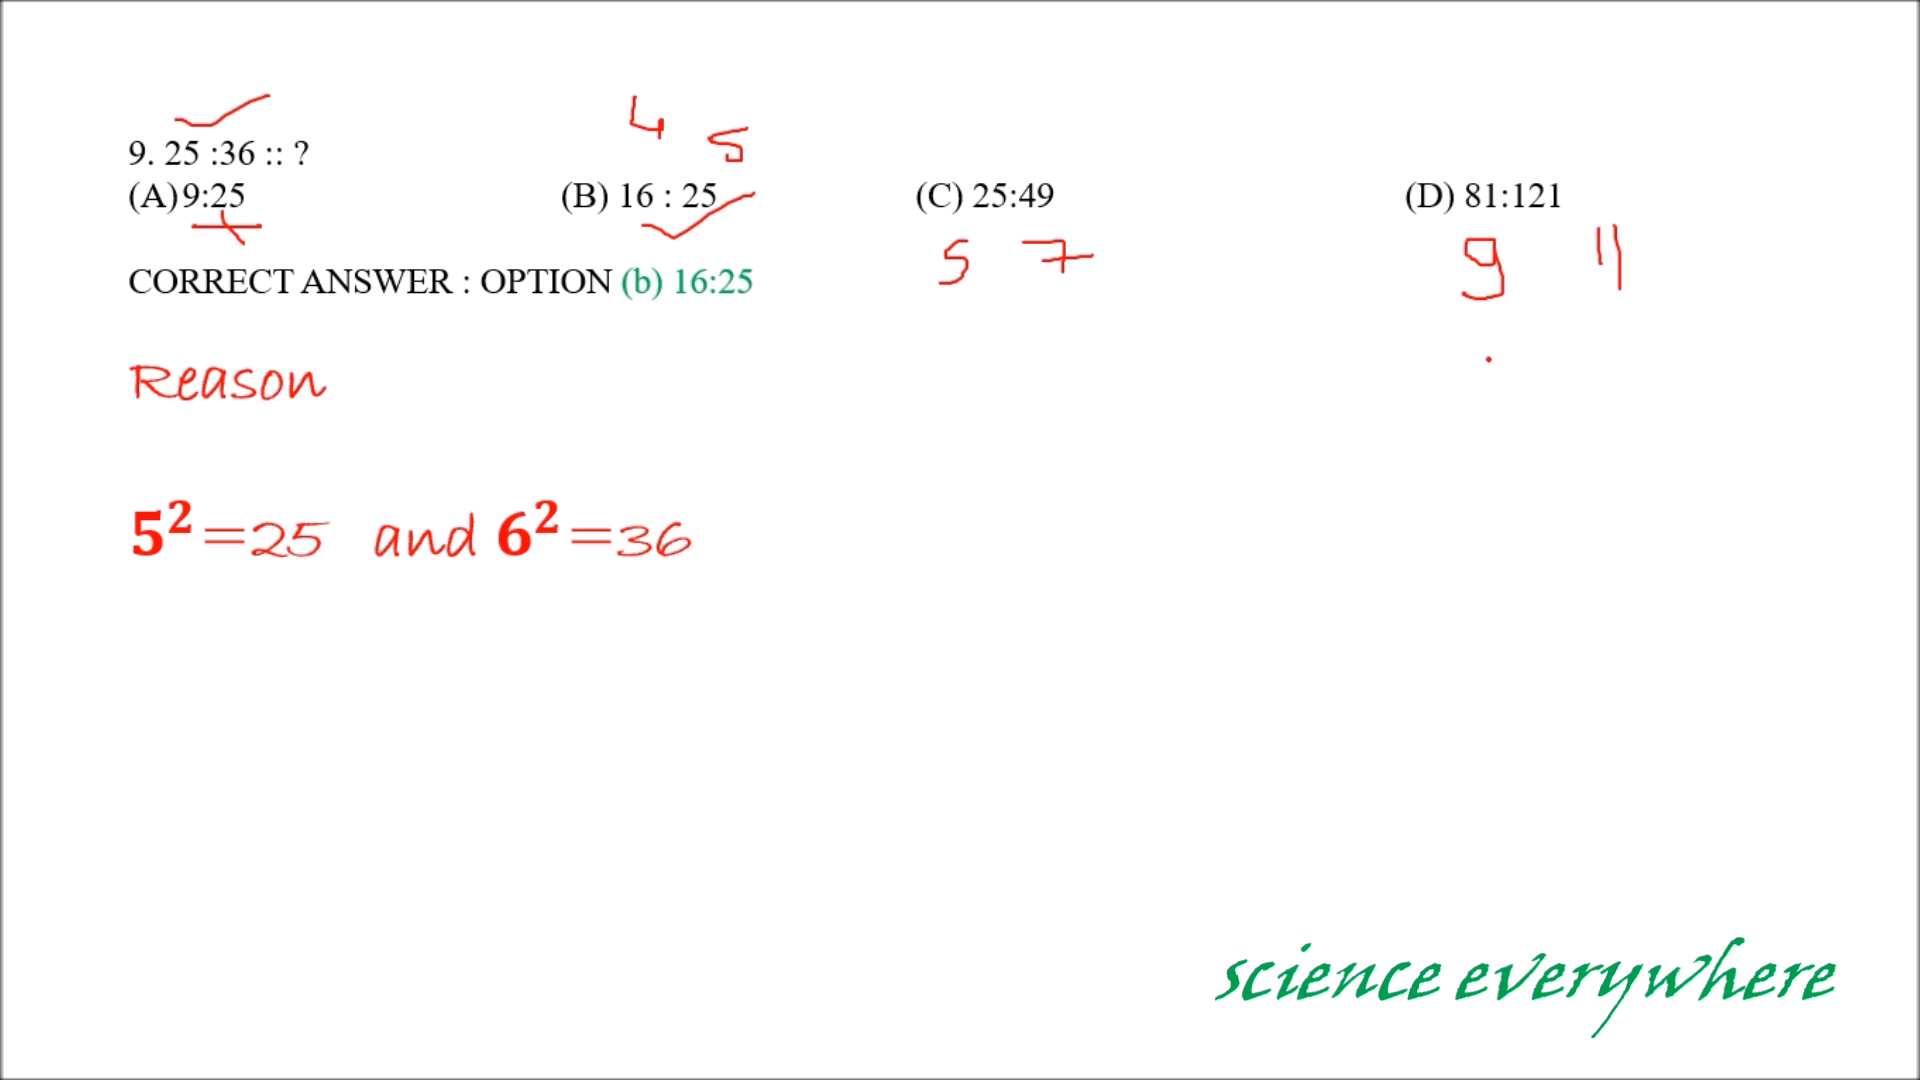 4 5
9. 25 :36 :: ?
(A)9:25 (B) 16 : 25 (C) 25:49 (D) 81:121
5 7 9 11
CORRECT ANSWER : OPTION (b) 16:25
Reason
5²=25 and 6²=36
science everywhere